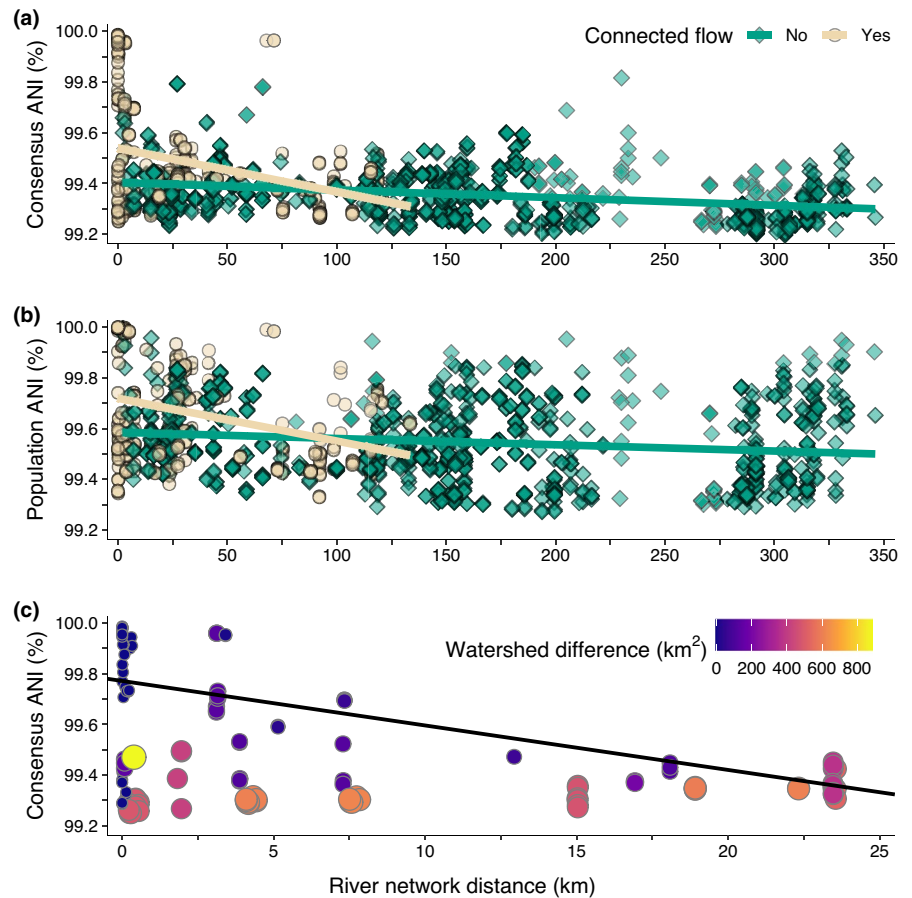 (a)
Consensus ANI (%)
100.0
99.8
99.6
99.4
99.2
Connected flow No Yes
0 50 100 150 200 250 300 350
(b)
Population ANI (%)
100.0
99.8
99.6
99.4
99.2
0 50 100 150 200 250 300 350
(c)
Consensus ANI (%)
100.0
99.8
99.6
99.4
99.2
Watershed difference (km²)
0 200 400 600 800
0 5 10 15 20 25
River network distance (km)